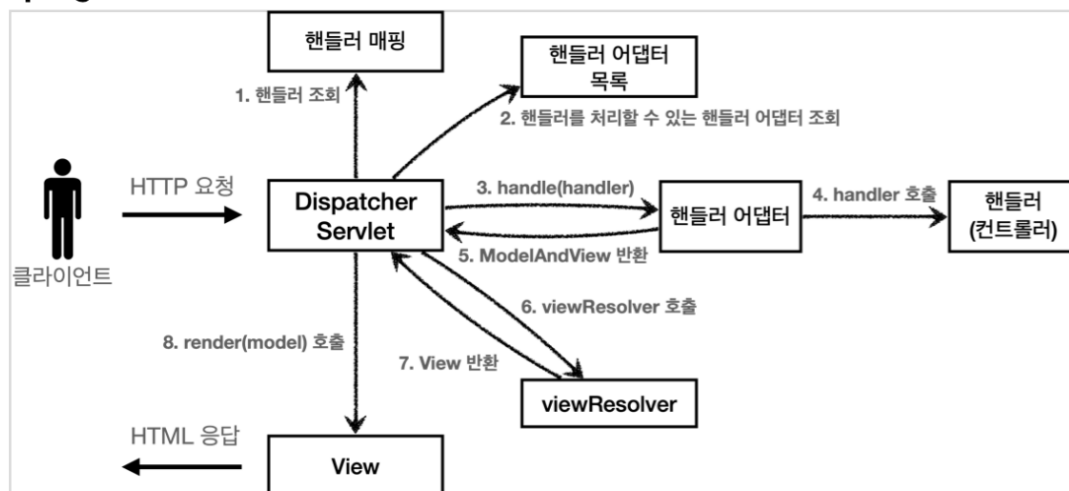 핸들러 매핑
핸들러 어댑터
목록
1. 핸들러 조회
2. 핸들러를 처리할 수 있는 핸들러 어댑터 조회
HTTP 요청
Dispatcher
Servlet
3. handle(handler)
핸들러 어댑터
4. handler 호출
핸들러
(컨트롤러)
5. ModelAndView 반환
클라이언트
6. viewResolver 호출
8. render(model) 호출
7. View 반환
viewResolver
HTML 응답
View